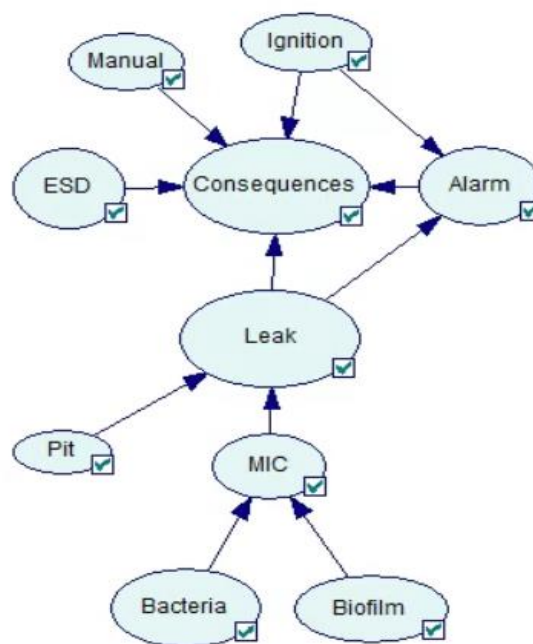 Ignition
Manual
ESD
Consequences
Alarm
Leak
Pit
MIC
Bacteria
Biofilm